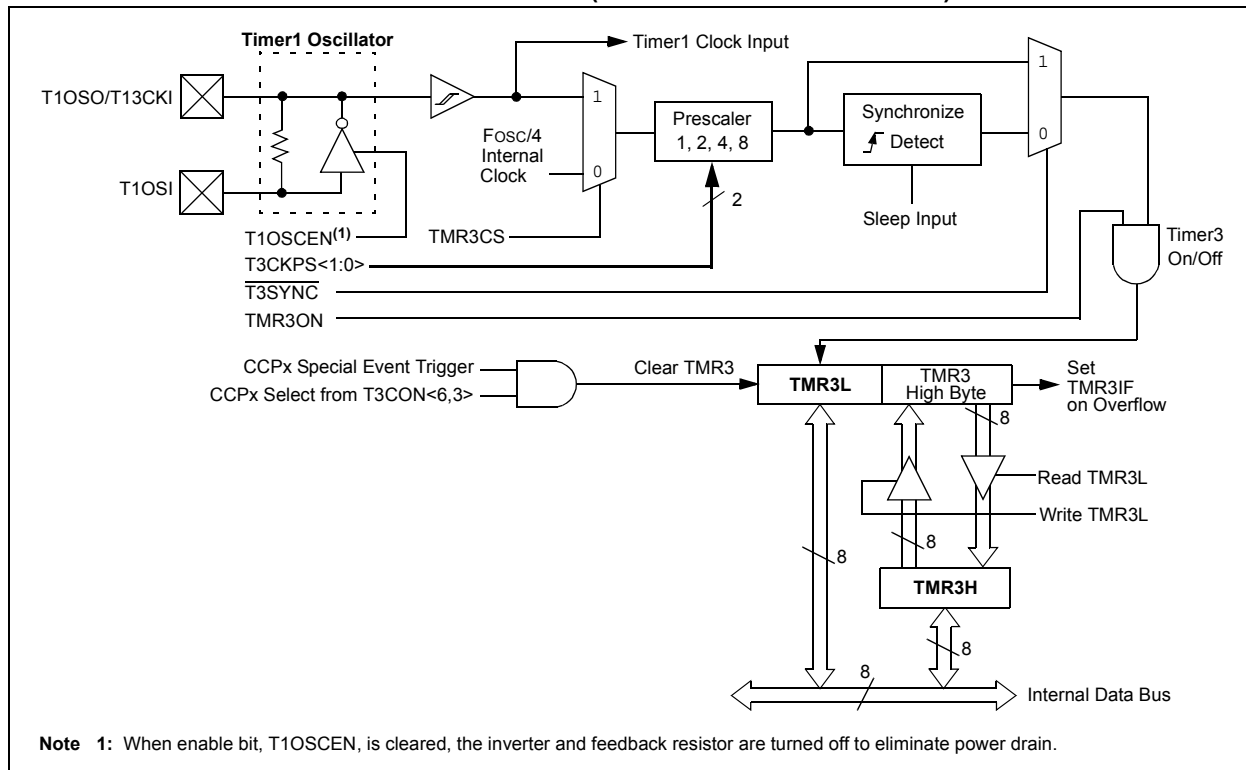 Timer1 Oscillator
Timer1 Clock Input
T1OSO/T13CKI
T1OSI
1
0
FOSC/4
Internal
Clock
Prescaler
1, 2, 4, 8
Synchronize
Detect
1
0
2
Sleep Input
T1OSCEN(1)
TMR3CS
T3CKPS<1:0>
T3SYNC
TMR3ON
Timer3
On/Off
CCPx Special Event Trigger
CCPx Select from T3CON<6,3>
Clear TMR3
TMR3L
TMR3
High Byte
Set
TMR3IF
on Overflow
8
Read TMR3L
Write TMR3L
8
8
TMR3H
8
8
Internal Data Bus
Note 1: When enable bit, T1OSCEN, is cleared, the inverter and feedback resistor are turned off to eliminate power drain.